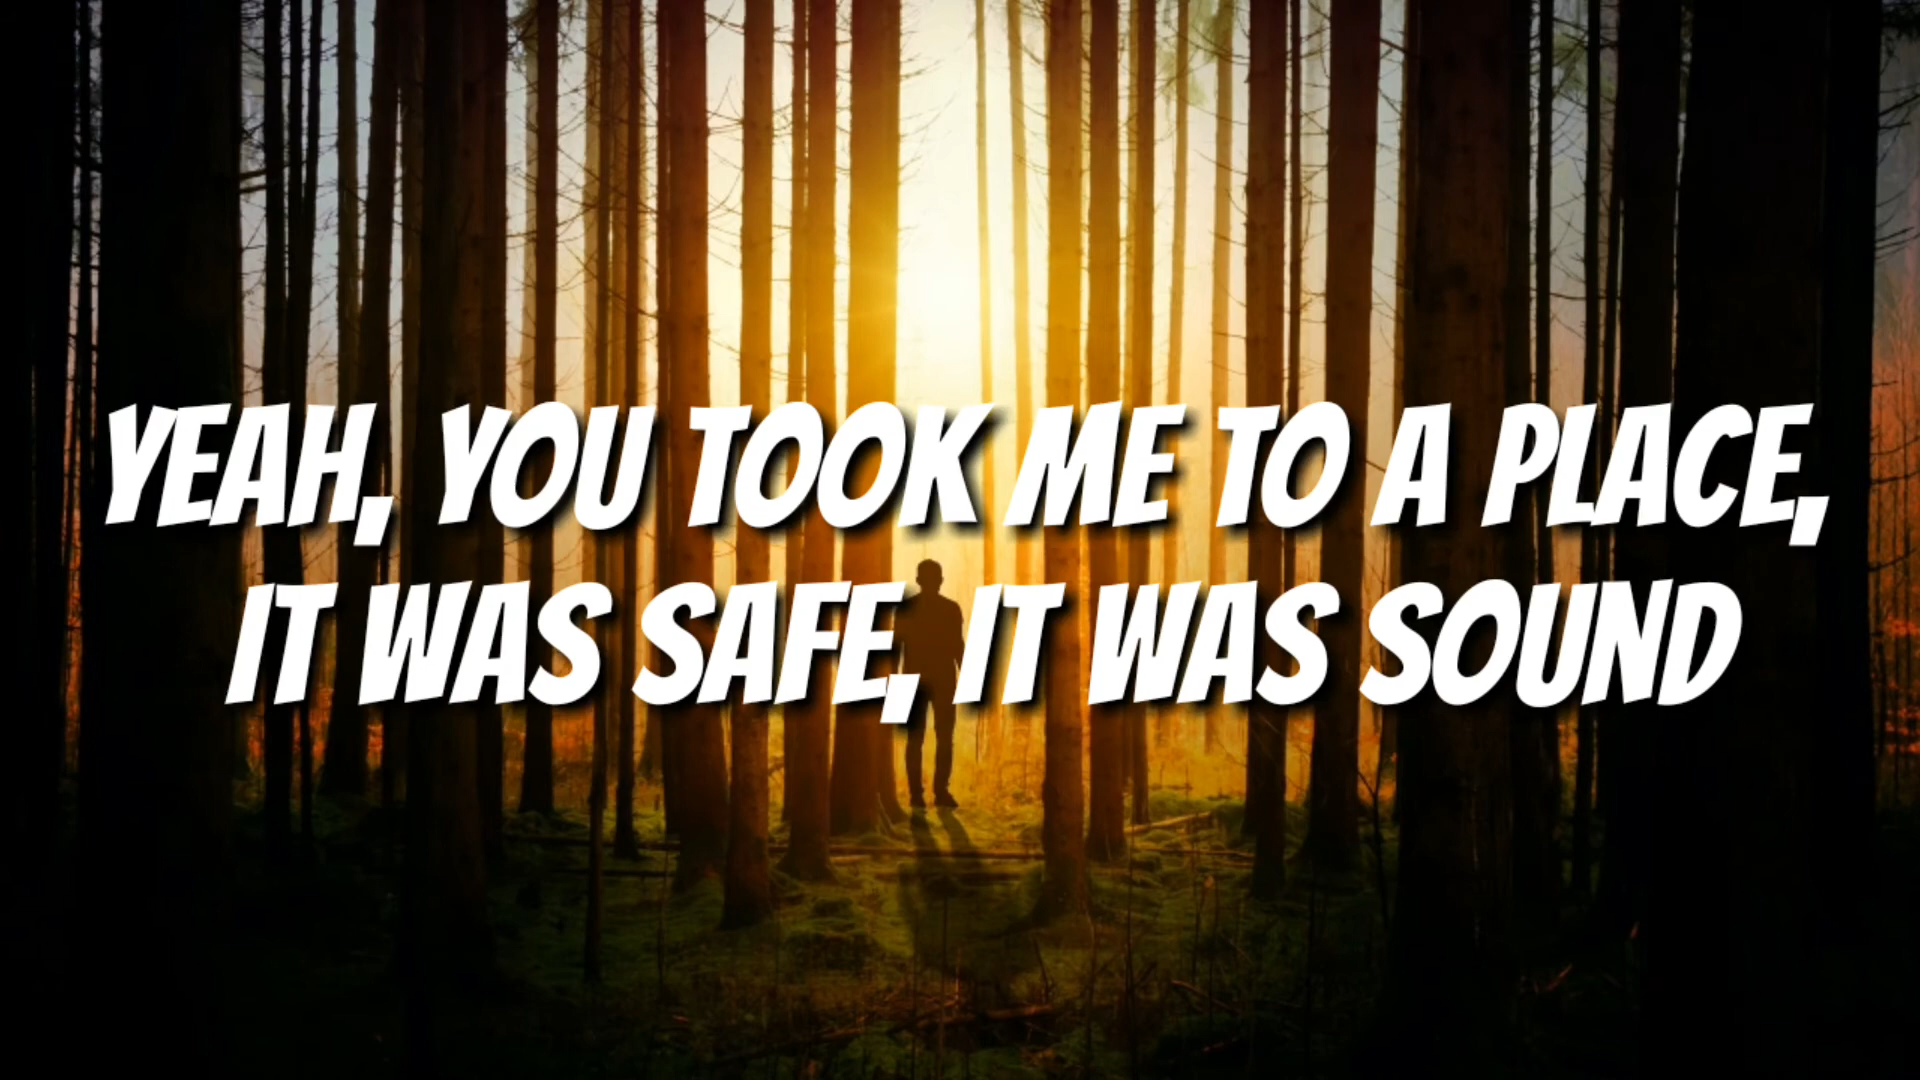 YEAH, YOU TOOK ME TO A PLACE,
IT WAS SAFE, IT WAS SOUND